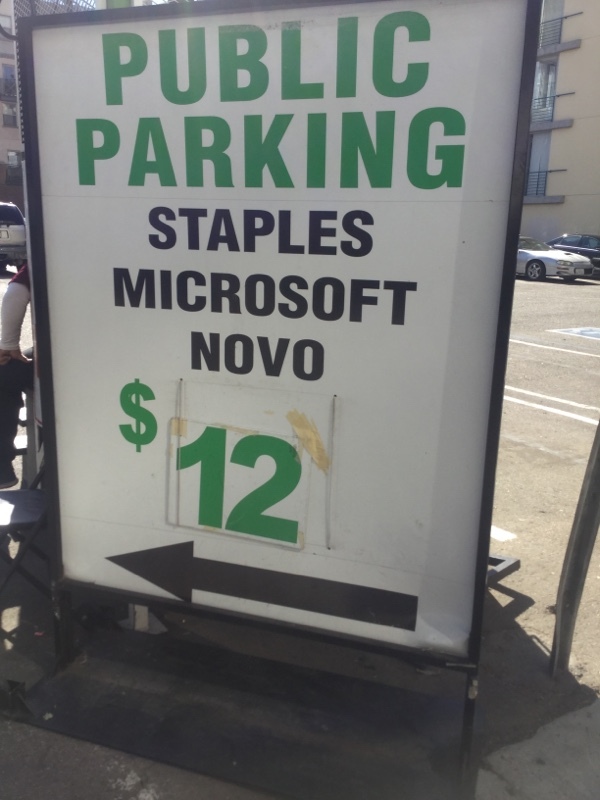 PUBLIC
PARKING
STAPLES
MICROSOFT
NOVO
$ 12